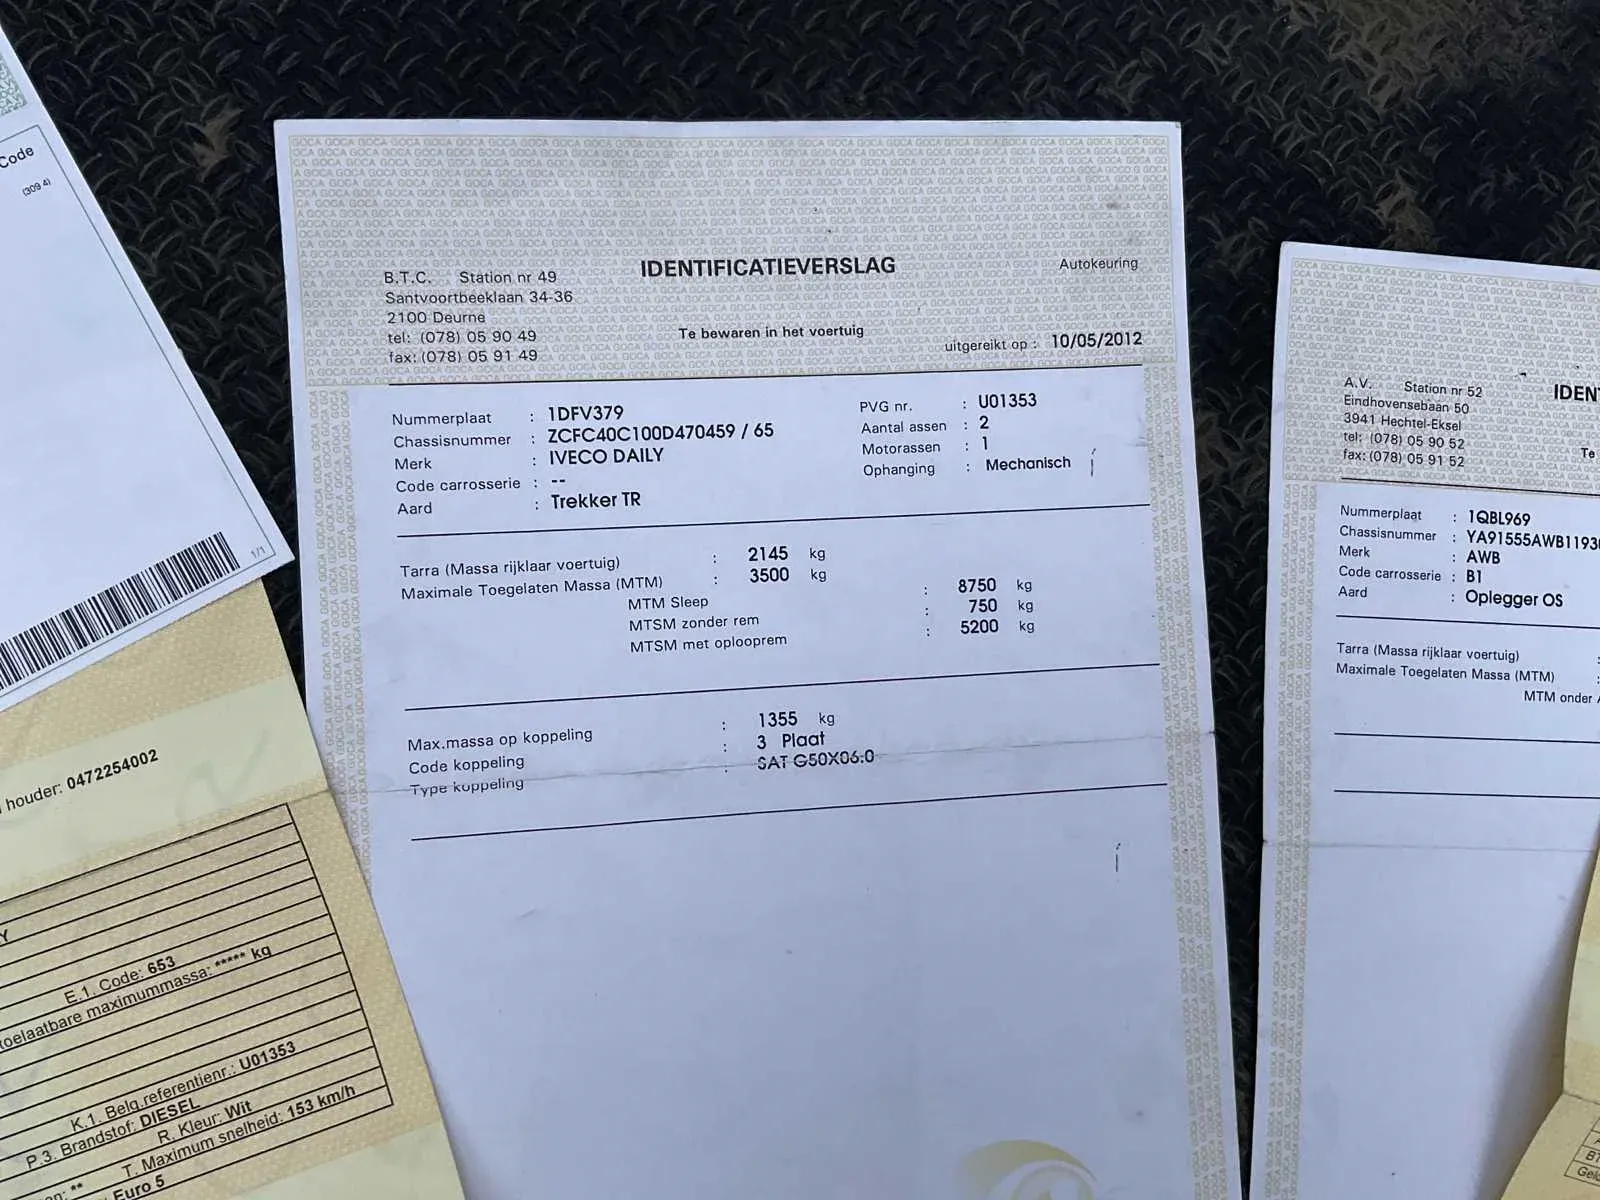 Code
(309 4)
1/1
houder: 0472254002
Y
E.1. Code: 653
toelaatbare maximummassa: ***** kg
K.1. Belg.referentienr.: U01353
P.3. Brandstof: DIESEL
R. Kleur: Wit
T. Maximum snelheid: 153 km/h
**
Euro 5
B.T.C. Station nr 49
Santvoortbeeklaan 34-36
2100 Deurne
tel: (078) 05 90 49
fax: (078) 05 91 49
IDENTIFICATIEVERSLAG
Te bewaren in het voertuig
Autokeuring
uitgereikt op : 10/05/2012
Nummerplaat : 1DFV379
Chassisnummer : ZCFC40C100D470459 / 65
Merk : IVECO DAILY
Code carrosserie : --
Aard : Trekker TR
PVG nr. : U01353
Aantal assen : 2
Motorassen : 1
Ophanging : Mechanisch
Tarra (Massa rijklaar voertuig) : 2145 kg
Maximale Toegelaten Massa (MTM) : 3500 kg
MTM Sleep : 8750 kg
MTSM zonder rem : 750 kg
MTSM met oplooprem : 5200 kg
Max.massa op koppeling : 1355 kg
Code koppeling : 3 Plaat
Type koppeling : SAT G50X06.0
A.V. Station nr 52
Eindhovensebaan 50
3941 Hechtel-Eksel
tel: (078) 05 90 52
fax: (078) 05 91 52
IDEN
Te
Nummerplaat : 1QBL969
Chassisnummer : YA91555AWB1193
Merk : AWB
Code carrosserie : B1
Aard : Oplegger OS
Tarra (Massa rijklaar voertuig) :
Maximale Toegelaten Massa (MTM) :
MTM onder